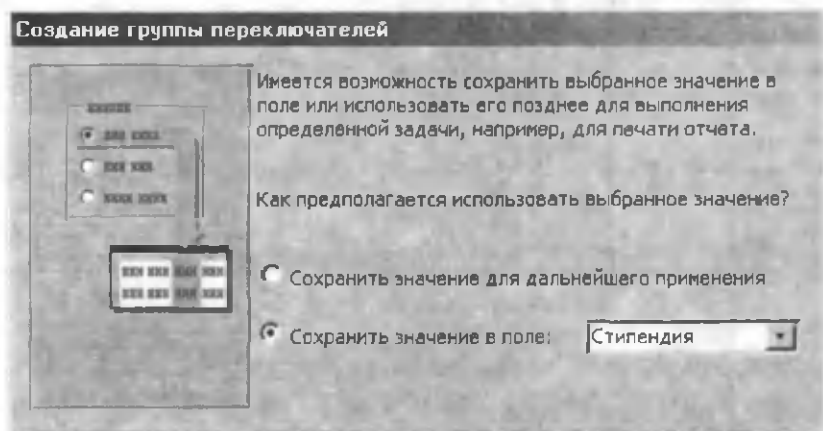 Создание группы переключателей
Имеется возможность сохранить выбранное значение в
поле или использовать его позднее для выполнения
определенной задачи, например, для печати отчета.
Как предполагается использовать выбранное значение?
Сохранить значение для дальнейшего применения
Сохранить значение в поле: Стипендия